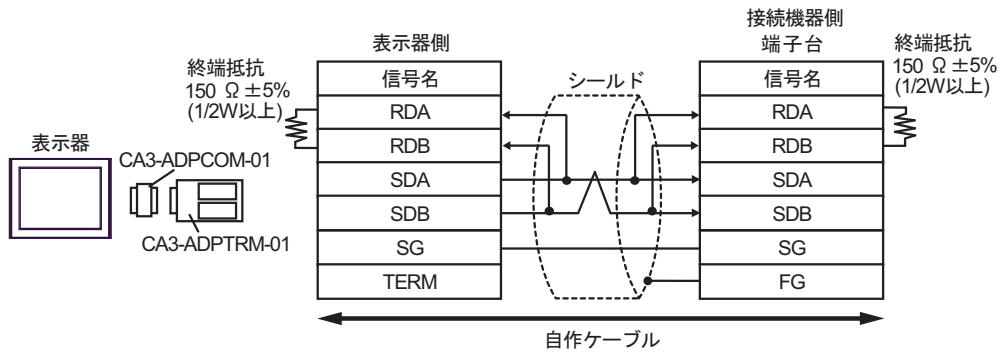 表示器
CA3-ADPCOM-01
CA3-ADPTRM-01
終端抵抗
150 Ω ±5%
(1/2W以上)
表示器側
信号名
RDA
RDB
SDA
SDB
SG
TERM
シールド
接続機器側
端子台
信号名
RDA
RDB
SDA
SDB
SG
FG
終端抵抗
150 Ω ±5%
(1/2W以上)
自作ケーブル